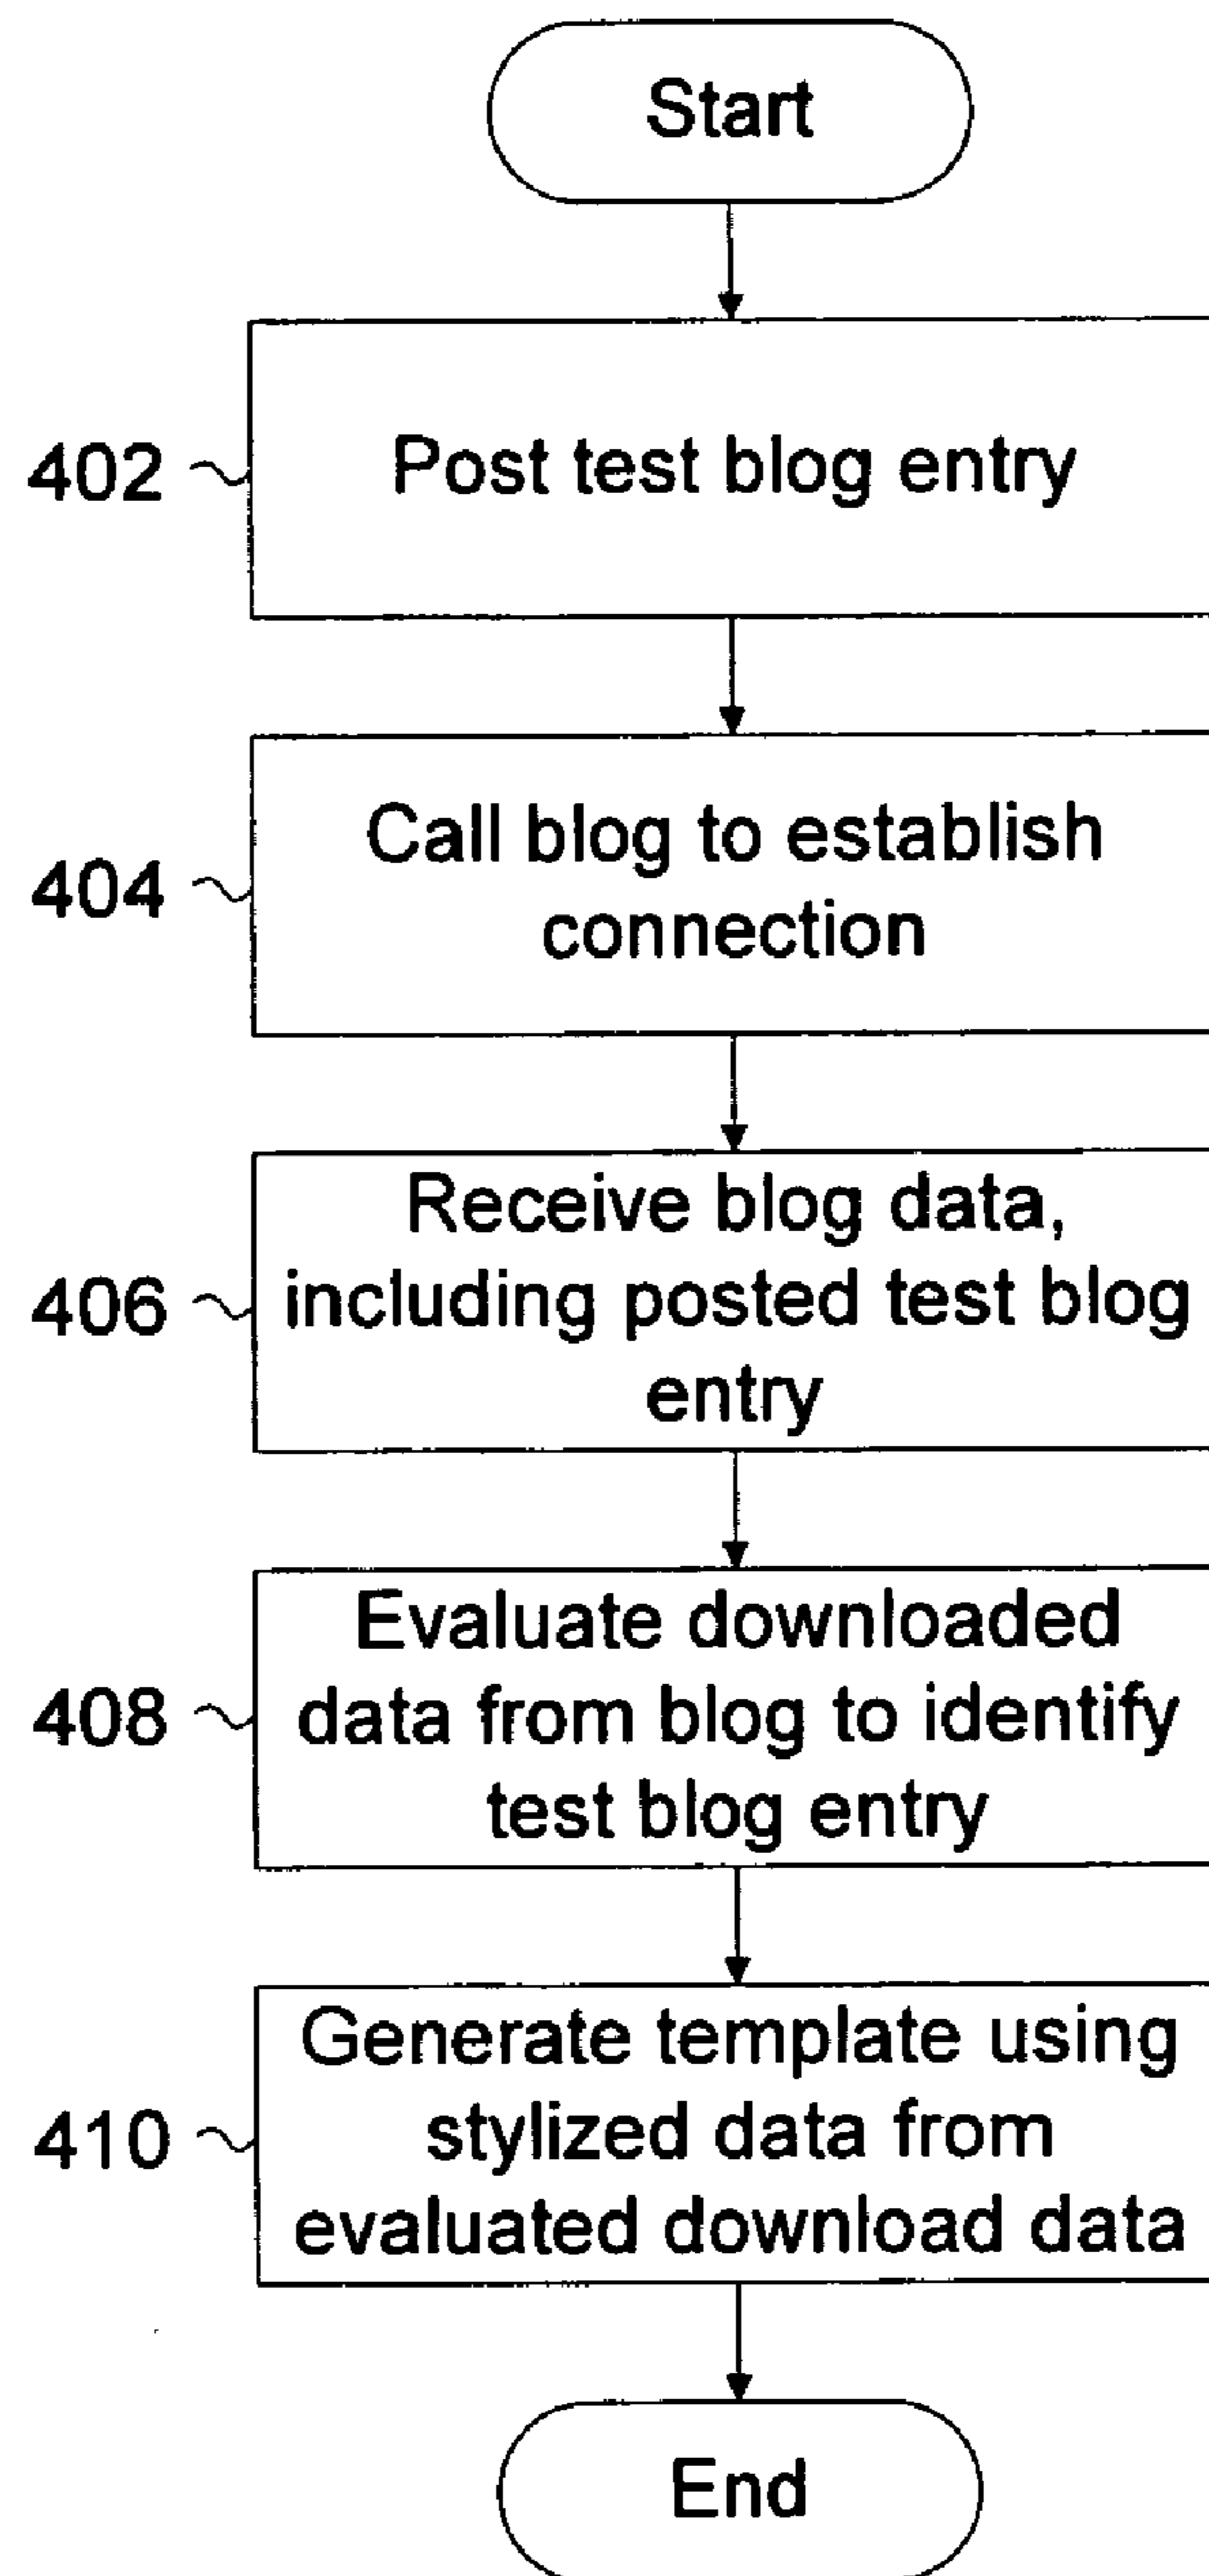 Start
402
Post test blog entry
404
Call blog to establish
connection
406
Receive blog data,
including posted test blog
entry
408
Evaluate downloaded
data from blog to identify
test blog entry
410
Generate template using
stylized data from
evaluated download data
End